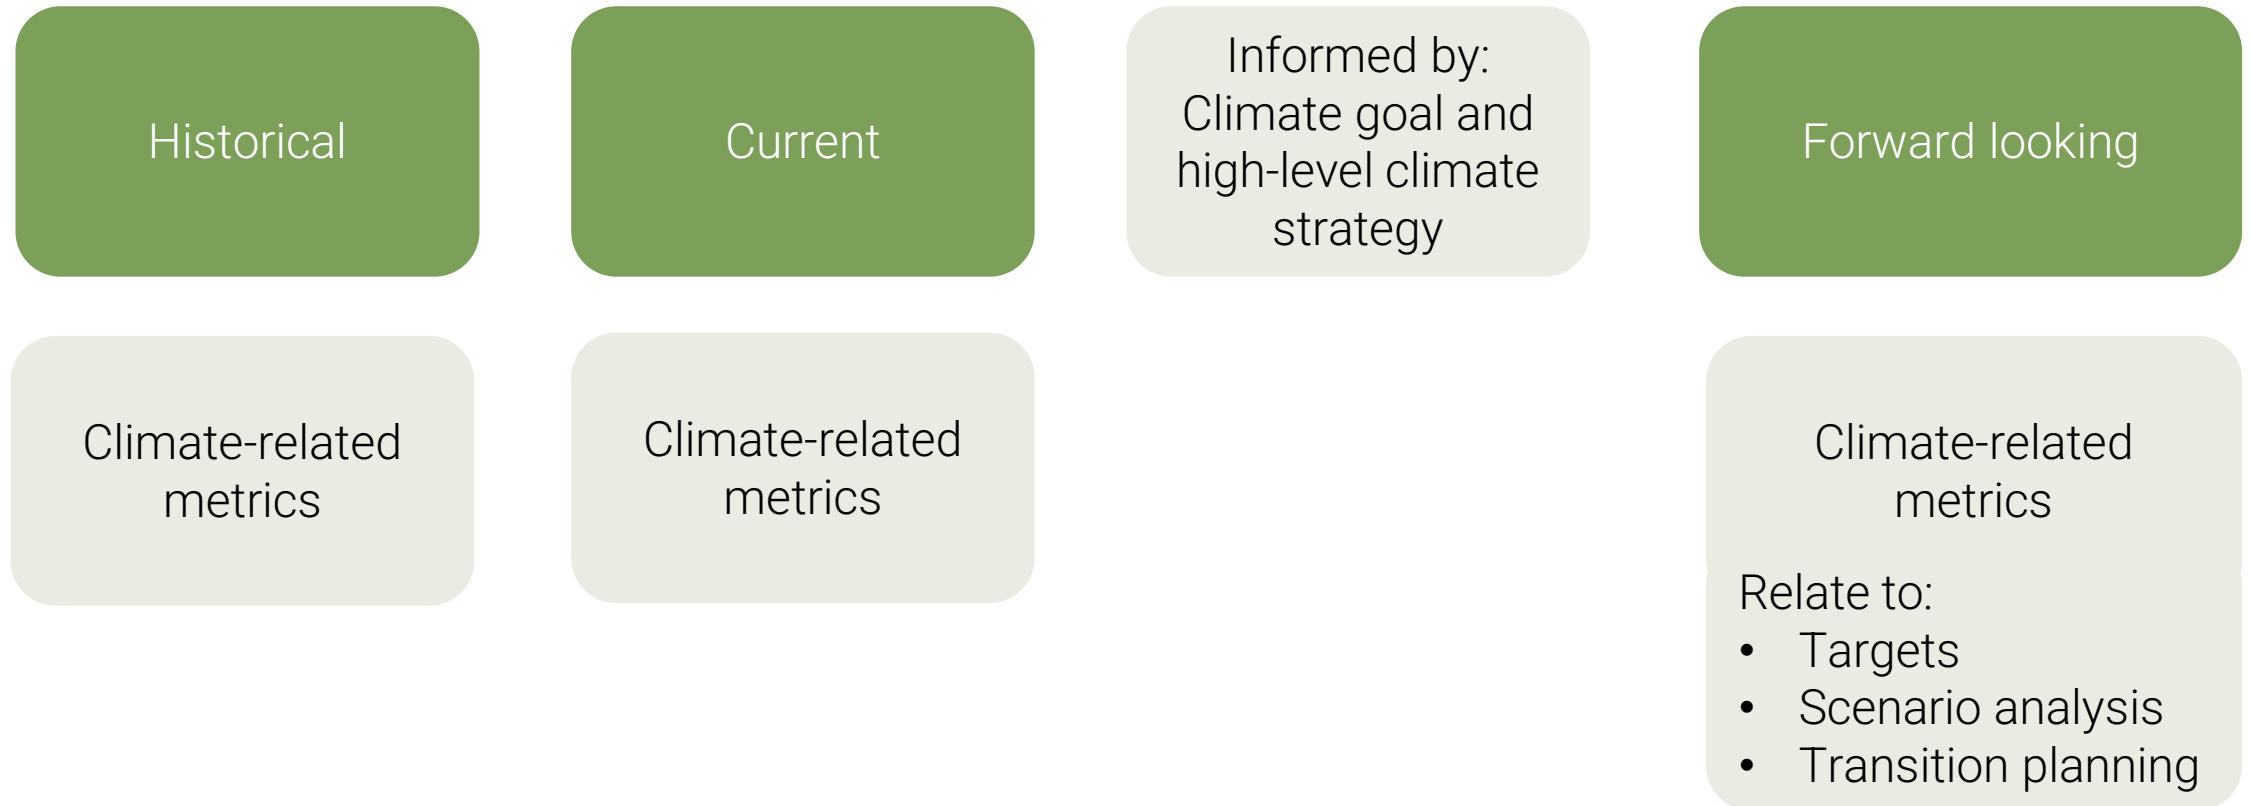 Historical
Current
Informed by:
Climate goal and
high-level climate
strategy
Forward looking
Climate-related
metrics
Climate-related
metrics
Climate-related
metrics
Relate to:
• Targets
• Scenario analysis
• Transition planning